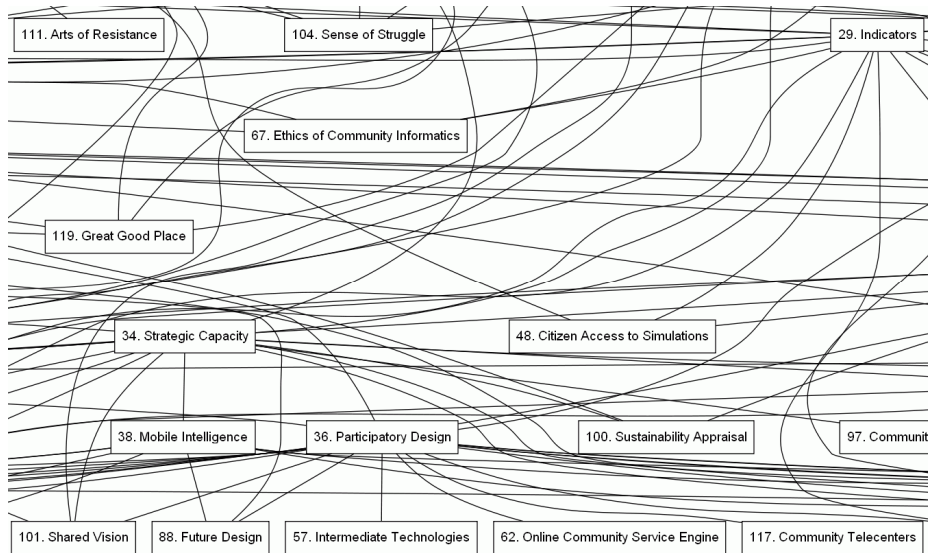 111. Arts of Resistance
104. Sense of Struggle
29. Indicators
67. Ethics of Community Informatics
119. Great Good Place
34. Strategic Capacity
48. Citizen Access to Simulations
38. Mobile Intelligence
36. Participatory Design
100. Sustainability Appraisal
97. Communit
101. Shared Vision
88. Future Design
57. Intermediate Technologies
62. Online Community Service Engine
117. Community Telecenters